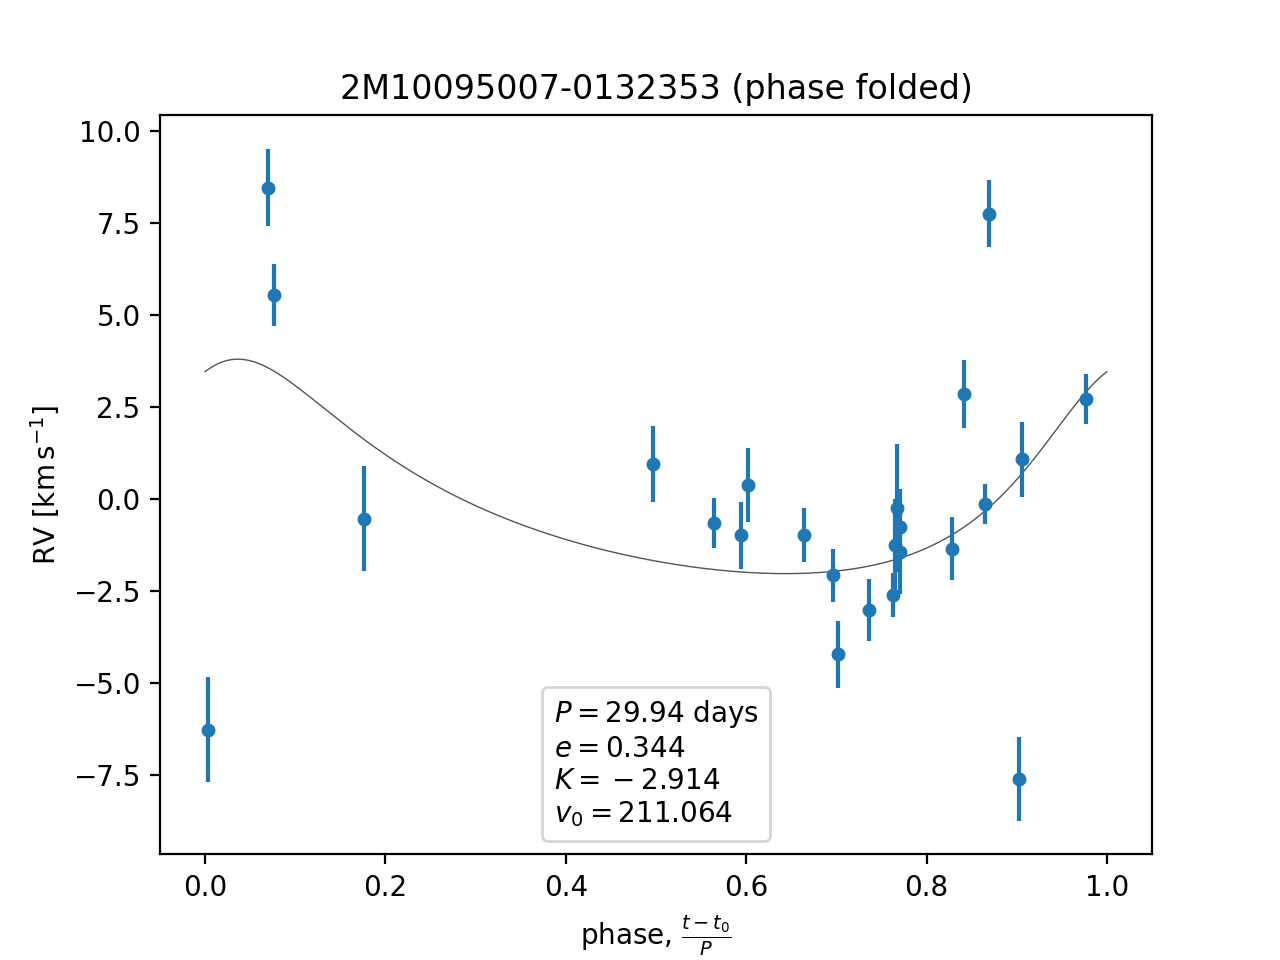 2M10095007-0132353 (phase folded)
10.0
7.5
5.0
2.5
0.0
−2.5
−5.0
−7.5
RV [km s⁻¹]
P = 29.94 days
e = 0.344
K = − 2.914
v₀ = 211.064
0.0 0.2 0.4 0.6 0.8 1.0
phase, (t − t₀)/P